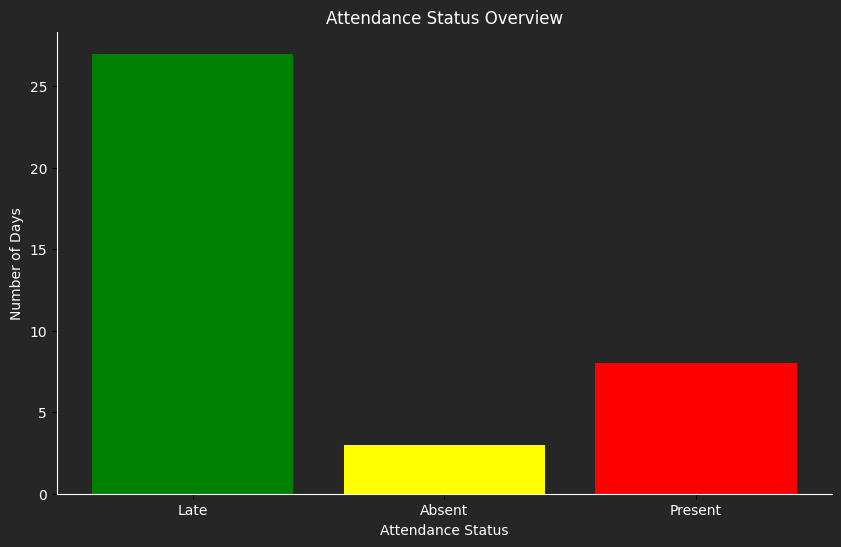 Attendance Status Overview
Number of Days
25
20
15
10
5
0
Late Absent Present
Attendance Status